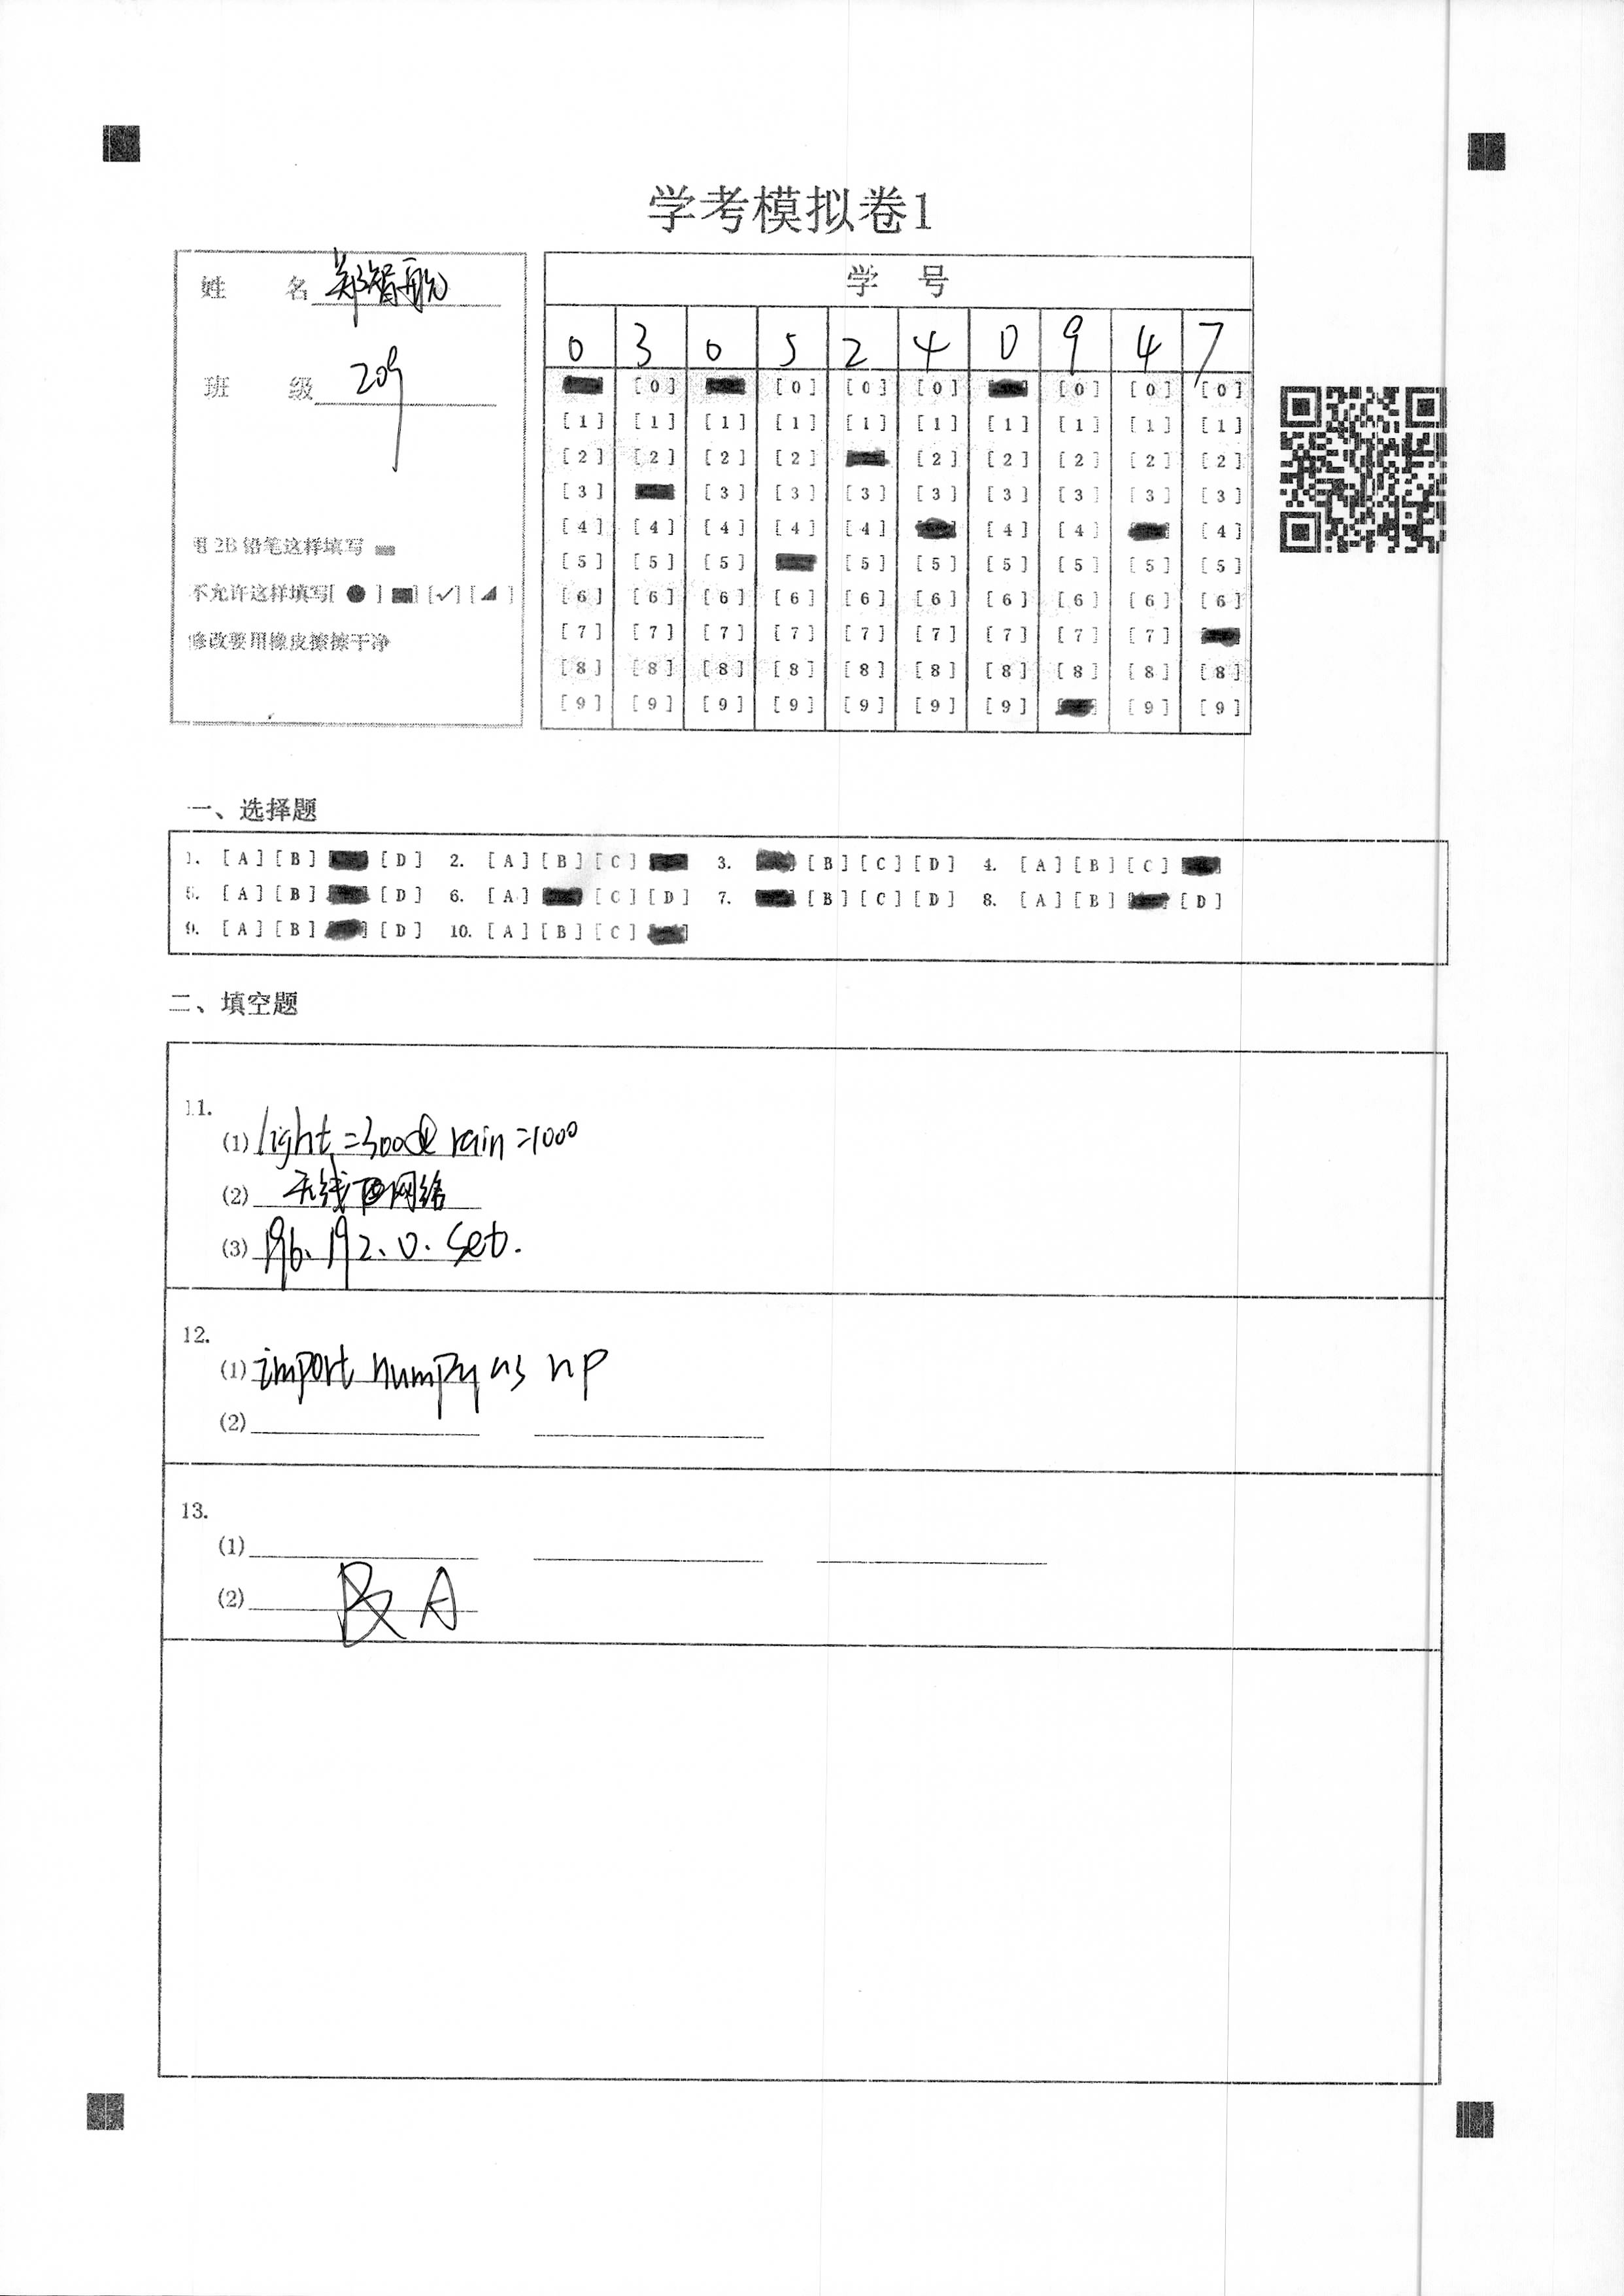 学考模拟卷1
姓 名 郑智航
班 级 209
用 2B 铅笔这样填写
不允许这样填写[ ● ] [■] [✓] [◢ ]
修改要用橡皮擦擦干净
学 号
0 3 0 5 2 4 0 9 4 7
[0] [0] [0] [0] [0] [0] [0]
[1] [1] [1] [1] [1] [1] [1] [1] [1] [1]
[2] [2] [2] [2] [2] [2] [2] [2] [2]
[3] [3] [3] [3] [3] [3] [3] [3] [3]
[4] [4] [4] [4] [4] [4] [4] [4]
[5] [5] [5] [5] [5] [5] [5] [5] [5]
[6] [6] [6] [6] [6] [6] [6] [6] [6] [6]
[7] [7] [7] [7] [7] [7] [7] [7] [7]
[8] [8] [8] [8] [8] [8] [8] [8] [8] [8]
[9] [9] [9] [9] [9] [9] [9] [9] [9]
一、选择题
1. [A] [B] [D] 2. [A] [B] [C] 3. [B] [C] [D] 4. [A] [B] [C]
5. [A] [B] [D] 6. [A] [C] [D] 7. [B] [C] [D] 8. [A] [B] [D]
9. [A] [B] [D] 10. [A] [B] [C]
二、填空题
11.
(1) light=300 rain=1000
(2) 无线 网络
(3) 196、192、0. set.
12.
(1) import numpy as np
(2)
13.
(1)
(2) A